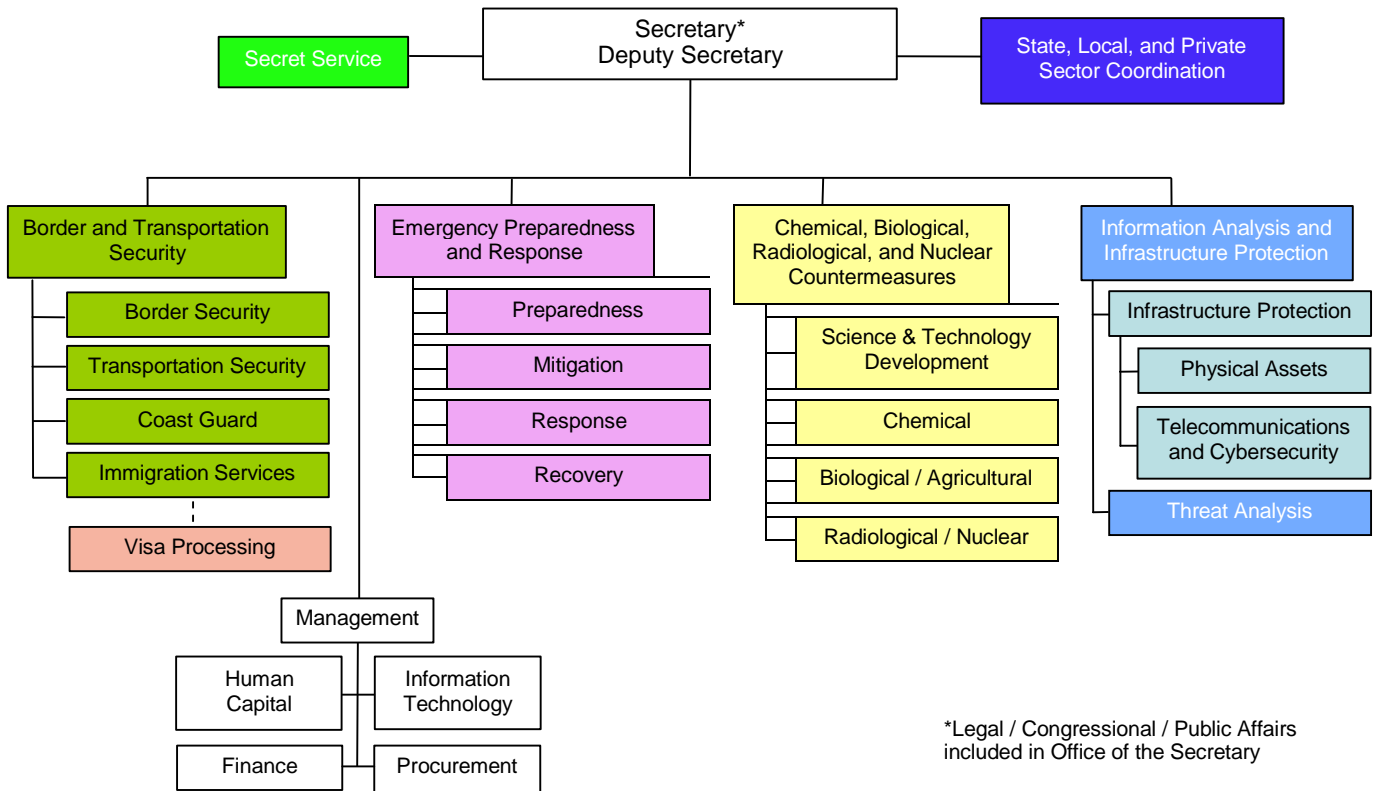 Secretary*
Deputy Secretary
Secret Service
State, Local, and Private
Sector Coordination
Border and Transportation
Security
Border Security
Transportation Security
Coast Guard
Immigration Services
Visa Processing
Emergency Preparedness
and Response
Preparedness
Mitigation
Response
Recovery
Chemical, Biological,
Radiological, and Nuclear
Countermeasures
Science & Technology
Development
Chemical
Biological / Agricultural
Radiological / Nuclear
Information Analysis and
Infrastructure Protection
Infrastructure Protection
Physical Assets
Telecommunications
and Cybersecurity
Threat Analysis
Management
Human
Capital
Information
Technology
Finance
Procurement
*Legal / Congressional / Public Affairs
included in Office of the Secretary